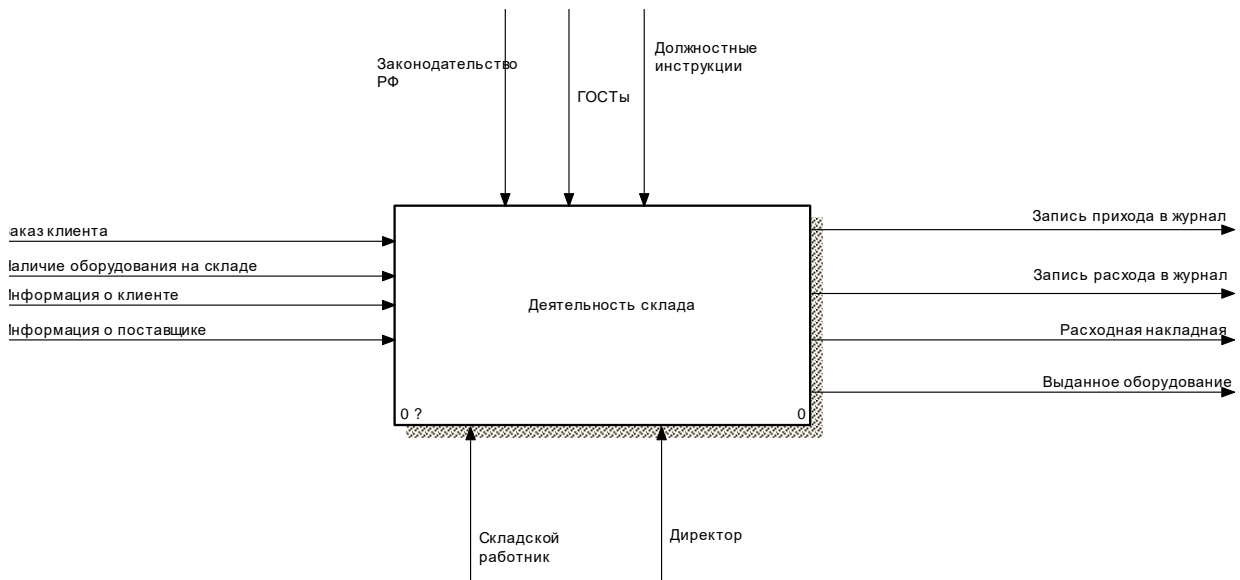 Законодательство
РФ
ГОСТы
Должностные
инструкции
аказ клиента
аличие оборудования на складе
нформация о клиенте
нформация о поставщике
Деятельность склада
0 ?
0
Запись прихода в журнал
Запись расхода в журнал
Расходная накладная
Выданное оборудование
Складской
работник
Директор